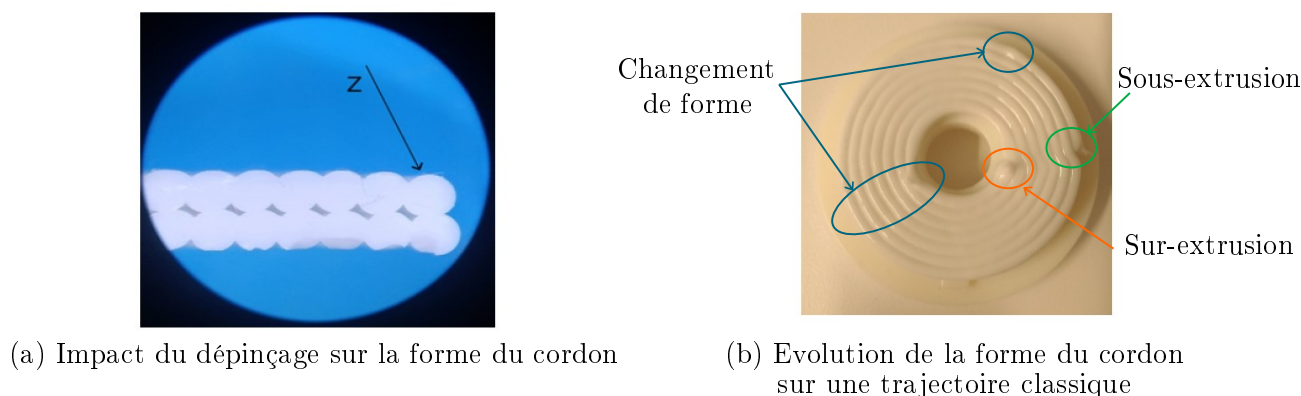 Z
(a) Impact du dépinçage sur la forme du cordon
Changement
de forme
Sous-extrusion
Sur-extrusion
(b) Evolution de la forme du cordon
sur une trajectoire classique